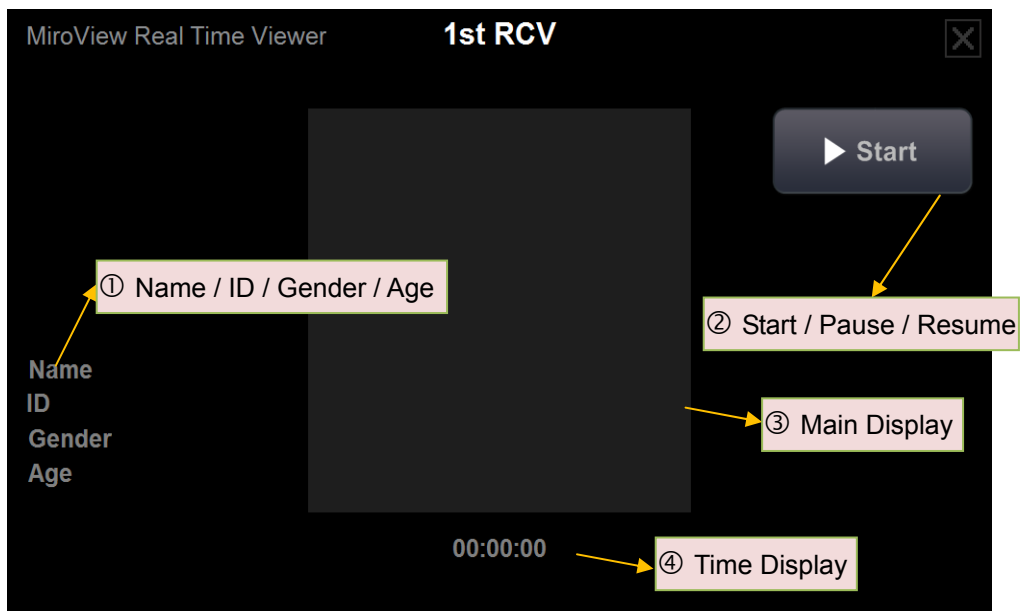 MiroView Real Time Viewer
1st RCV
Start
① Name / ID / Gender / Age
② Start / Pause / Resume
Name
ID
Gender
Age
③ Main Display
00:00:00
④ Time Display